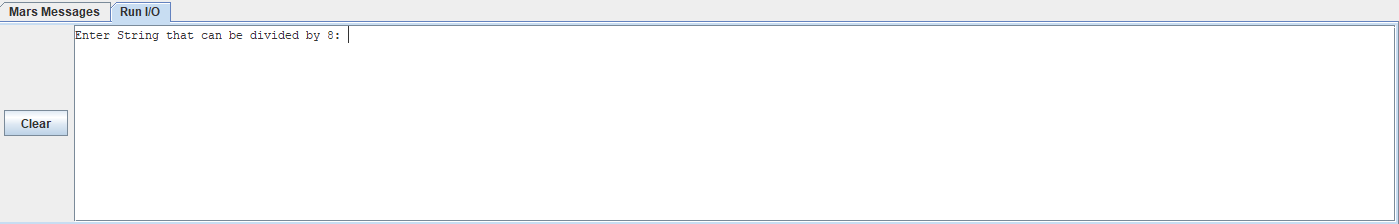 Mars Messages Run I/O
Enter String that can be divided by 8:
Clear